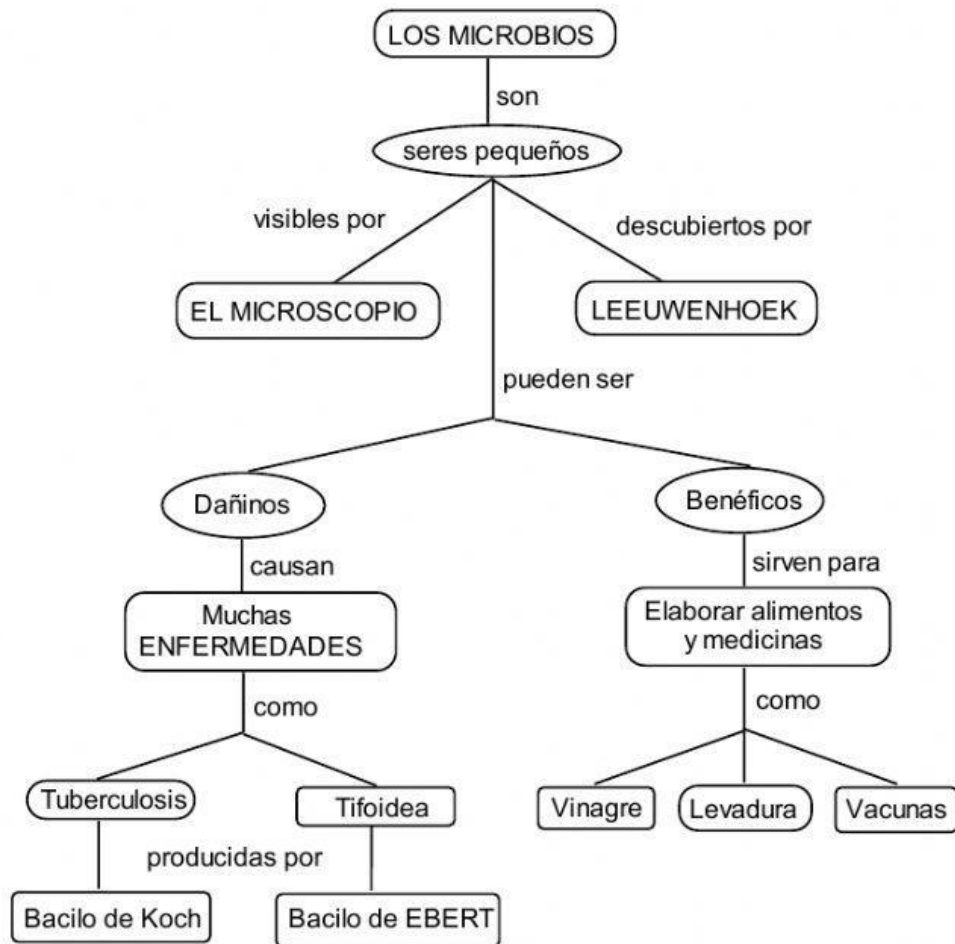 LOS MICROBIOS
son
seres pequeños
visibles por
descubiertos por
EL MICROSCOPIO
LEEUWENHOEK
pueden ser
Dañinos
Benéficos
causan
sirven para
Muchas
ENFERMEDADES
Elaborar alimentos
y medicinas
como
como
Tuberculosis
Tifoidea
Vinagre
Levadura
Vacunas
producidas por
Bacilo de Koch
Bacilo de EBERT